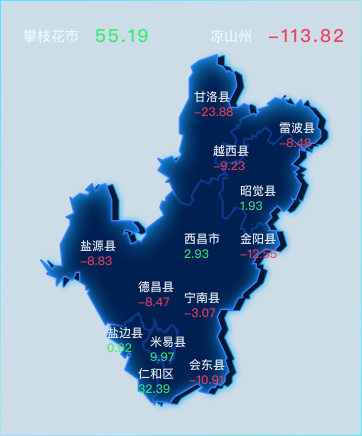 攀枝花市 55.19 凉山州 -113.82
甘洛县
-23.88
雷波县
-8.48
越西县
-9.23
昭觉县
1.93
西昌市
2.93
金阳县
-12.95
盐源县
-8.83
德昌县
-8.47
宁南县
-3.07
盐边县
0.92
米易县
9.97
仁和区
32.39
会东县
-10.91